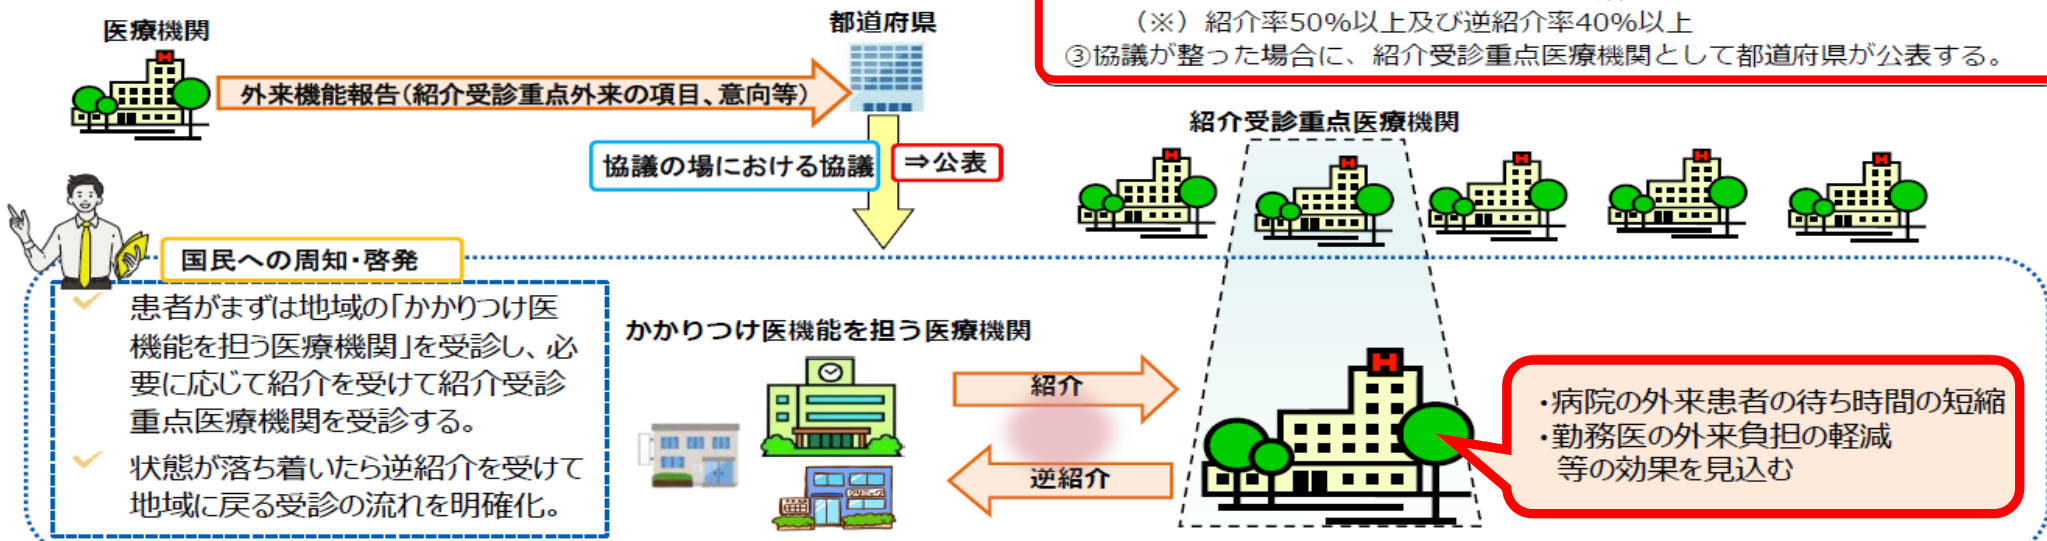 医療機関
都道府県
(※)紹介率50%以上及び逆紹介率40%以上
③協議が整った場合に、紹介受診重点医療機関として都道府県が公表する。
外来機能報告(紹介受診重点外来の項目、意向等)
協議の場における協議
⇒公表
紹介受診重点医療機関
国民への周知・啓発
患者がまずは地域の「かかりつけ医
機能を担う医療機関」を受診し、必
要に応じて紹介を受けて紹介受診
重点医療機関を受診する。
状態が落ち着いたら逆紹介を受けて
地域に戻る受診の流れを明確化。
かかりつけ医機能を担う医療機関
紹介
逆紹介
・病院の外来患者の待ち時間の短縮
・勤務医の外来負担の軽減
等の効果を見込む
H
H
H
H
H
H
H